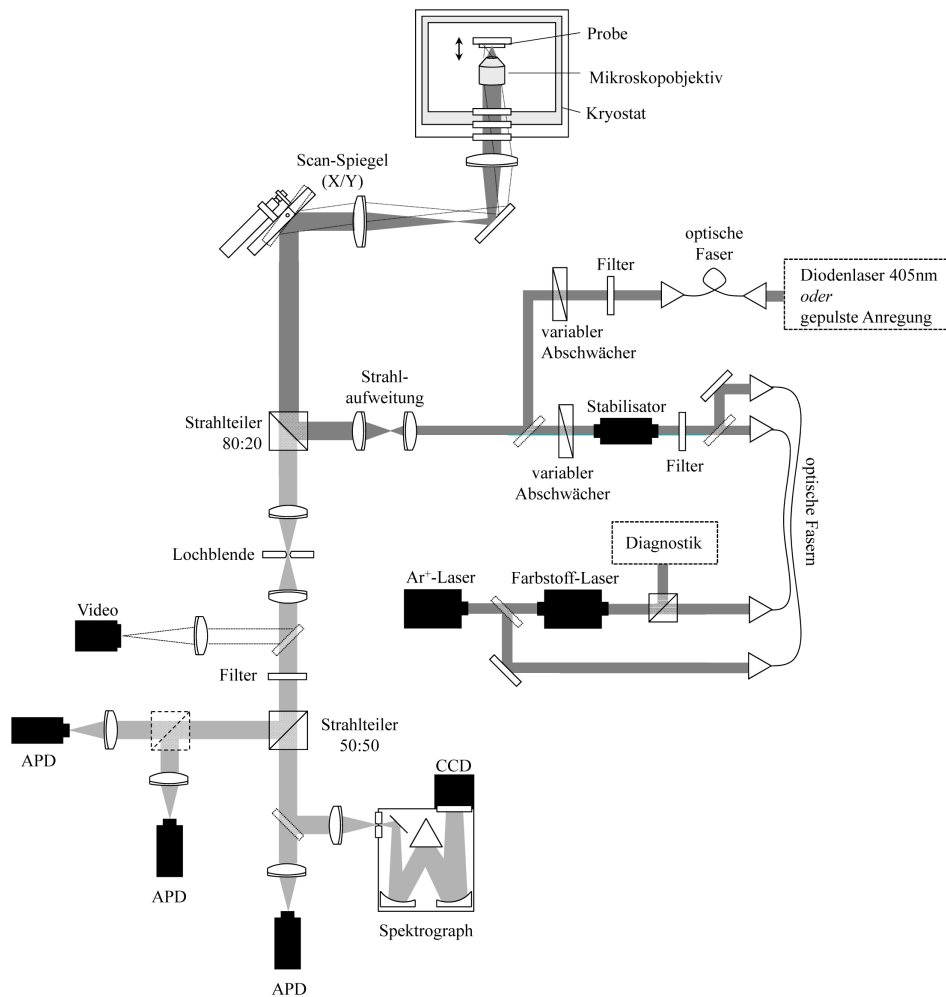 Probe
Mikroskopobjektiv
Kryostat
Scan-Spiegel
(X/Y)
optische
Faser
Filter
Diodenlaser 405nm
oder
gepulste Anregung
variabler
Abschwächer
Strahl-
aufweitung
Stabilisator
Strahlteiler
80:20
Filter
variabler
Abschwächer
optische Fasern
Lochblende
Diagnostik
Ar⁺-Laser
Farbstoff-Laser
Video
Filter
Strahlteiler
50:50
APD
CCD
APD
Spektrograph
APD